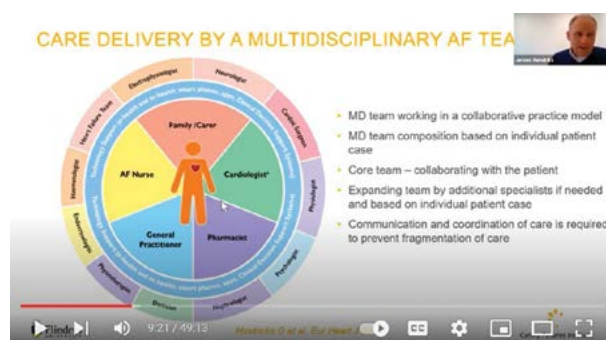 CARE DELIVERY BY A MULTIDISCIPLINARY AF TEA
Electrophysiologist
Neurologist
Cardiac Surgeon
Physiologist
Psychologist
Nephrologist
Dietician
Physiotherapist
Endocrinologist
Haematologist
Heart Failure Team
Family /Carer
AF Nurse
Cardiologist*
General
Practitioner
Pharmacist
• MD team working in a collaborative practice model
• MD team composition based on individual patient
case
• Core team – collaborating with the patient
• Expanding team by additional specialists if needed
and based on individual patient case
• Communication and coordination of care is required
to prevent fragmentation of care
9:21 / 49:13
Hindricks G et al. Eur Heart J
CC